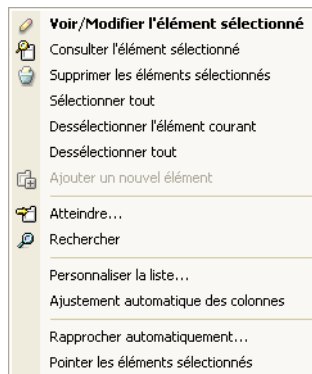 Voir/Modifier l'élément sélectionné
Consulter l'élément sélectionné
Supprimer les éléments sélectionnés
Sélectionner tout
Dessélectionner l'élément courant
Dessélectionner tout
Ajouter un nouvel élément
Atteindre...
Rechercher
Personnaliser la liste...
Ajustement automatique des colonnes
Rapprocher automatiquement...
Pointer les éléments sélectionnés